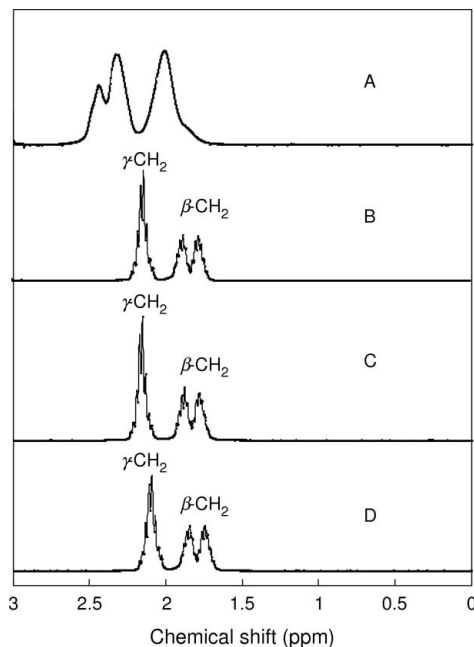 A
γ-CH₂
β-CH₂
B
γ-CH₂
β-CH₂
C
γ-CH₂
β-CH₂
D
3 2.5 2 1.5 1 0.5 0
Chemical shift (ppm)